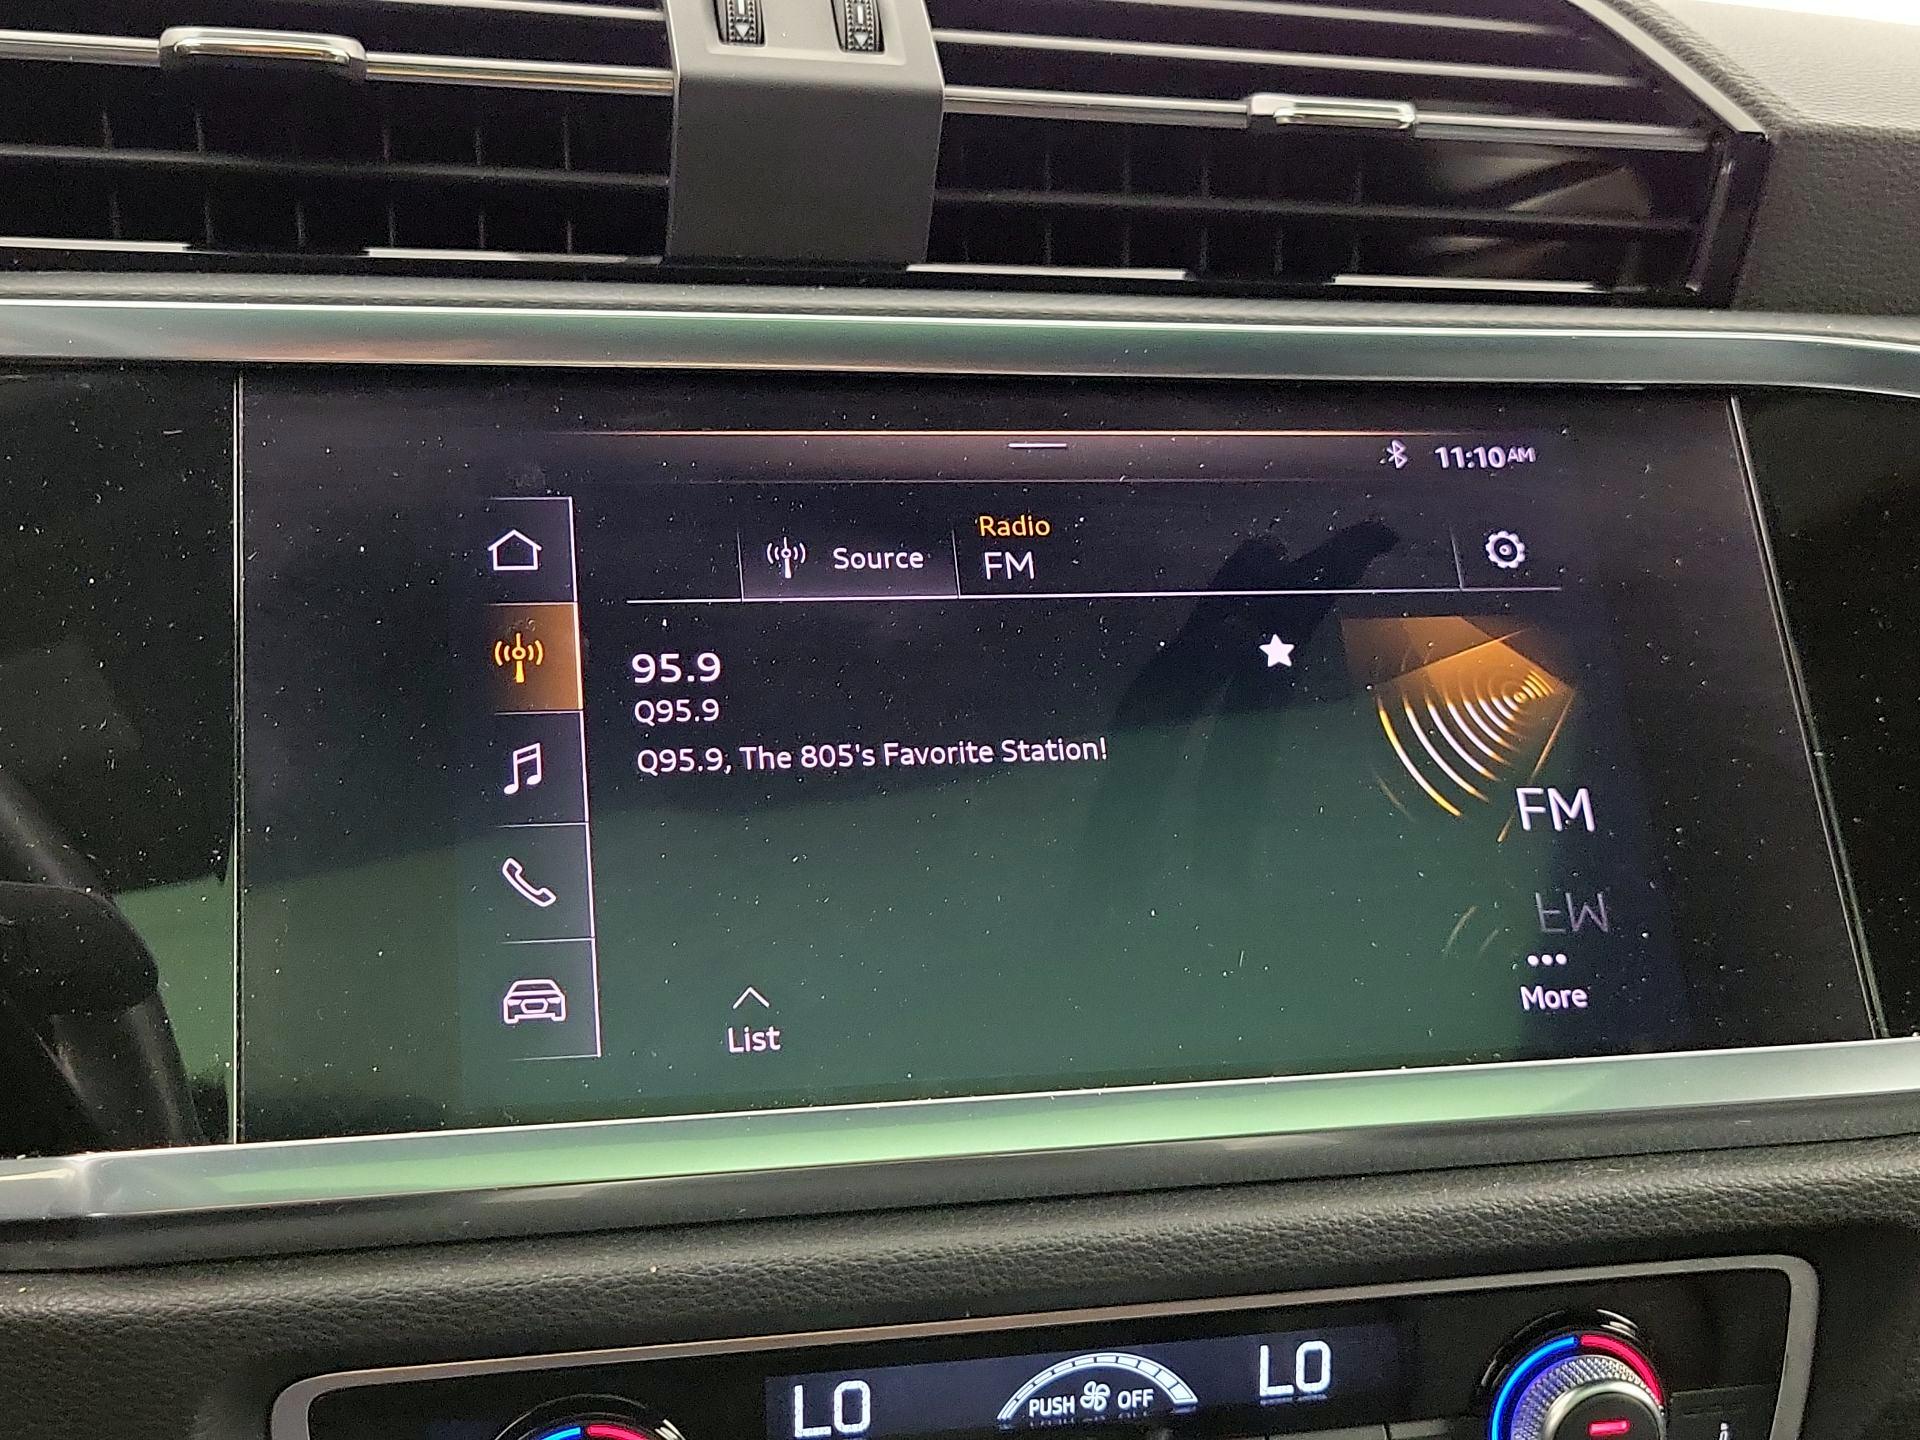 11:10AM
Source
Radio
FM
95.9
Q95.9
Q95.9, The 805's Favorite Station!
FM
More
List
LO
PUSH OFF
LO